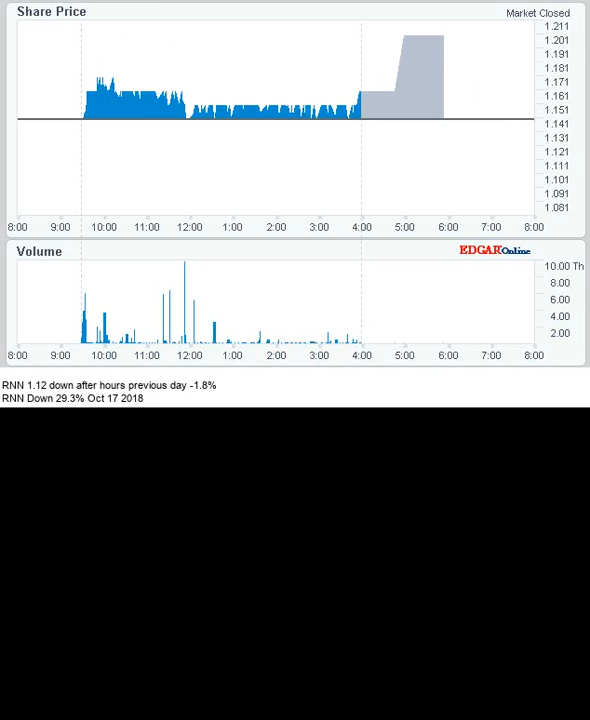 Share Price
Market Closed
1.211
1.201
1.191
1.181
1.171
1.161
1.151
1.141
1.131
1.121
1.111
1.101
1.091
1.081
8:00 9:00 10:00 11:00 12:00 1:00 2:00 3:00 4:00 5:00 6:00 7:00 8:00
Volume
EDGAROnline
10.00 Th
8.00
6.00
4.00
2.00
8:00 9:00 10:00 11:00 12:00 1:00 2:00 3:00 4:00 5:00 6:00 7:00 8:00
RNN 1.12 down after hours previous day -1.8%
RNN Down 29.3% Oct 17 2018